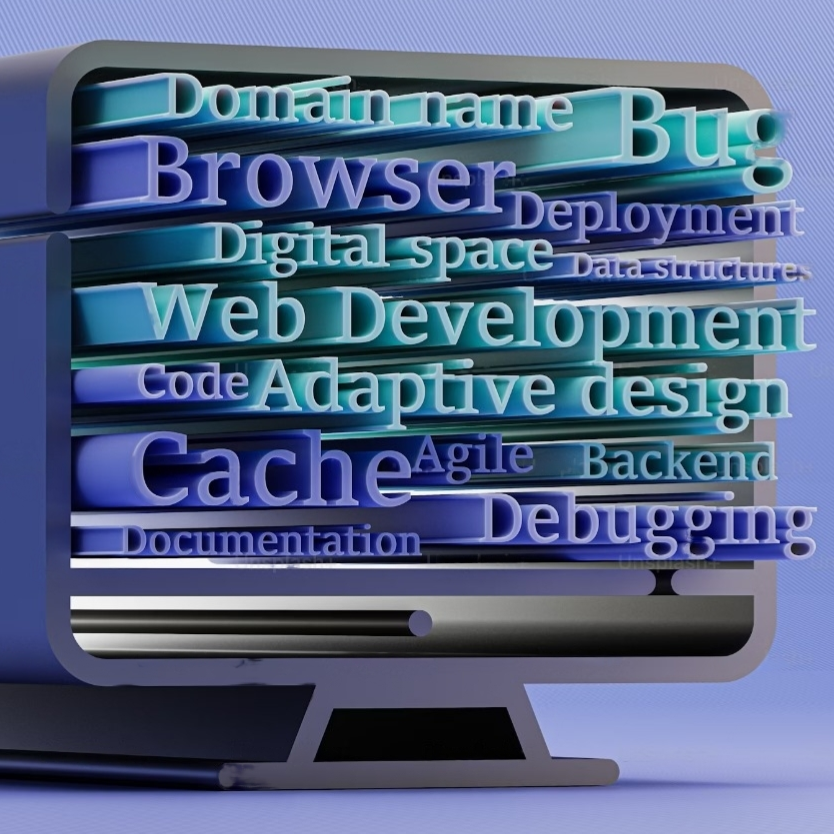 Domain name
Bug
Browser
Deployment
Digital space
Data structures
Web Development
Code
Adaptive design
Cache
Agile
Backend
Debugging
Documentation
Unsplash+